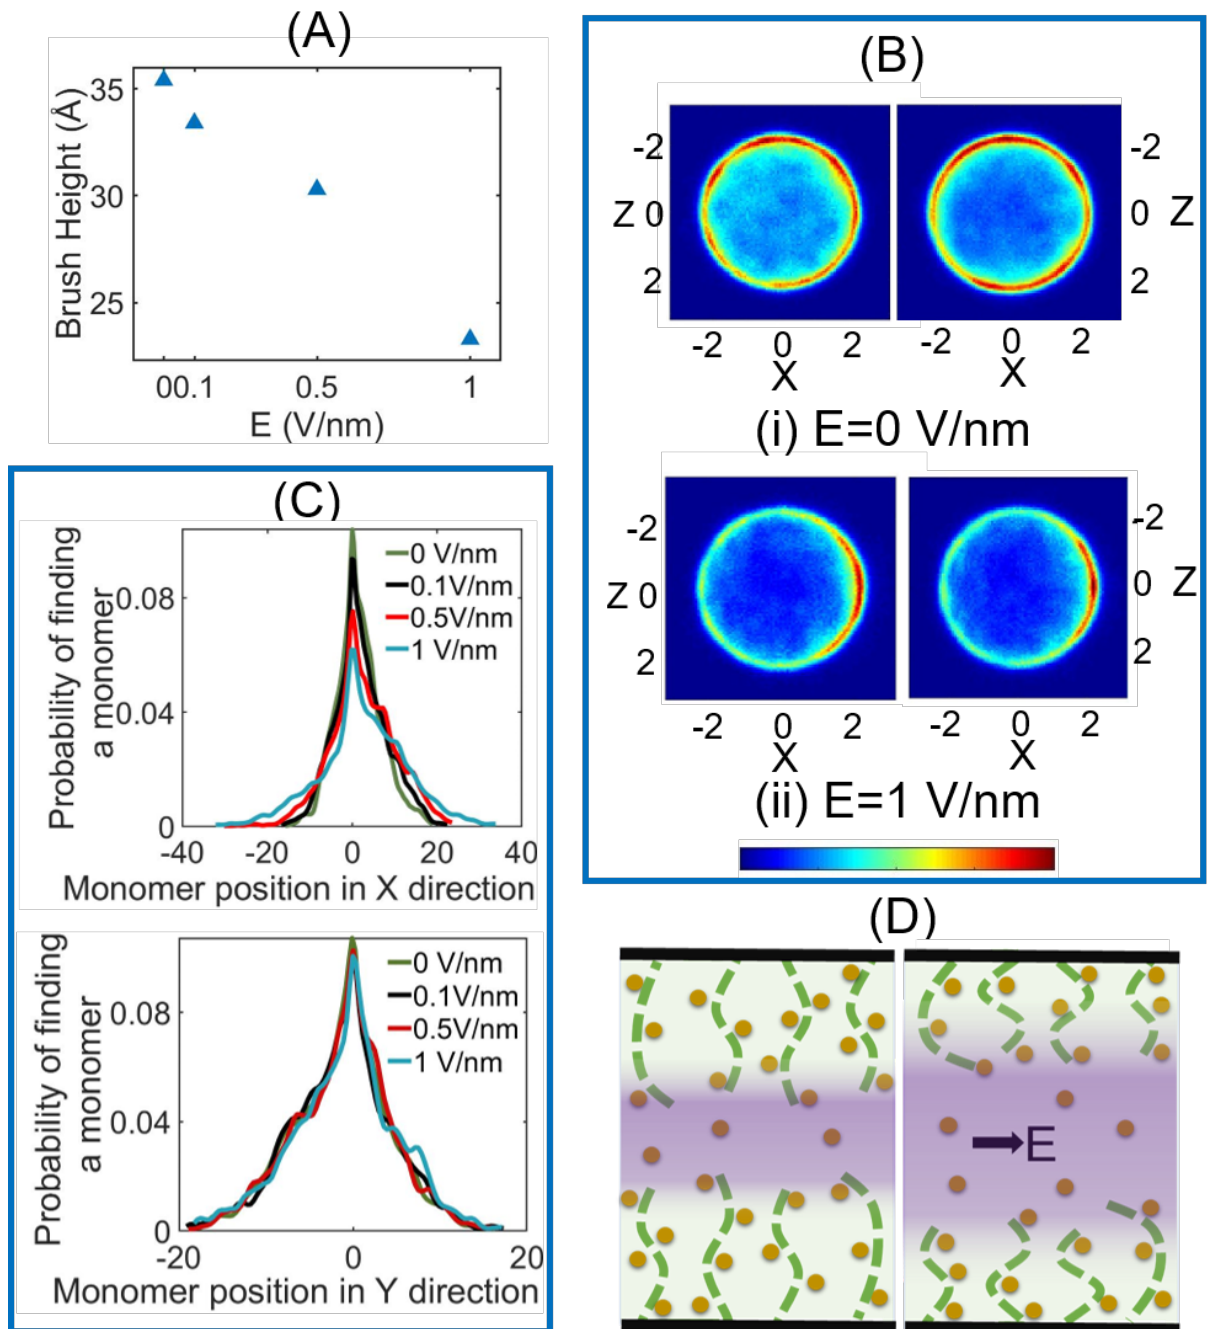 (A)
Brush Height (Å)
35
30
25
00.1 0.5 1
E (V/nm)
(B)
-2 -2
Z 0 0 Z
2 2
-2 0 2 -2 0 2
X X
(i) E=0 V/nm
-2 -2
Z 0 0 Z
2 2
-2 0 2 -2 0 2
X X
(ii) E=1 V/nm
(C)
Probability of finding
a monomer
0 V/nm
0.1V/nm
0.5V/nm
1 V/nm
0.08
0.04
0
-40 -20 0 20 40
Monomer position in X direction
Probability of finding
a monomer
0 V/nm
0.1V/nm
0.5V/nm
1 V/nm
0.08
0.04
0
-20 0 20
Monomer position in Y direction
(D)
E